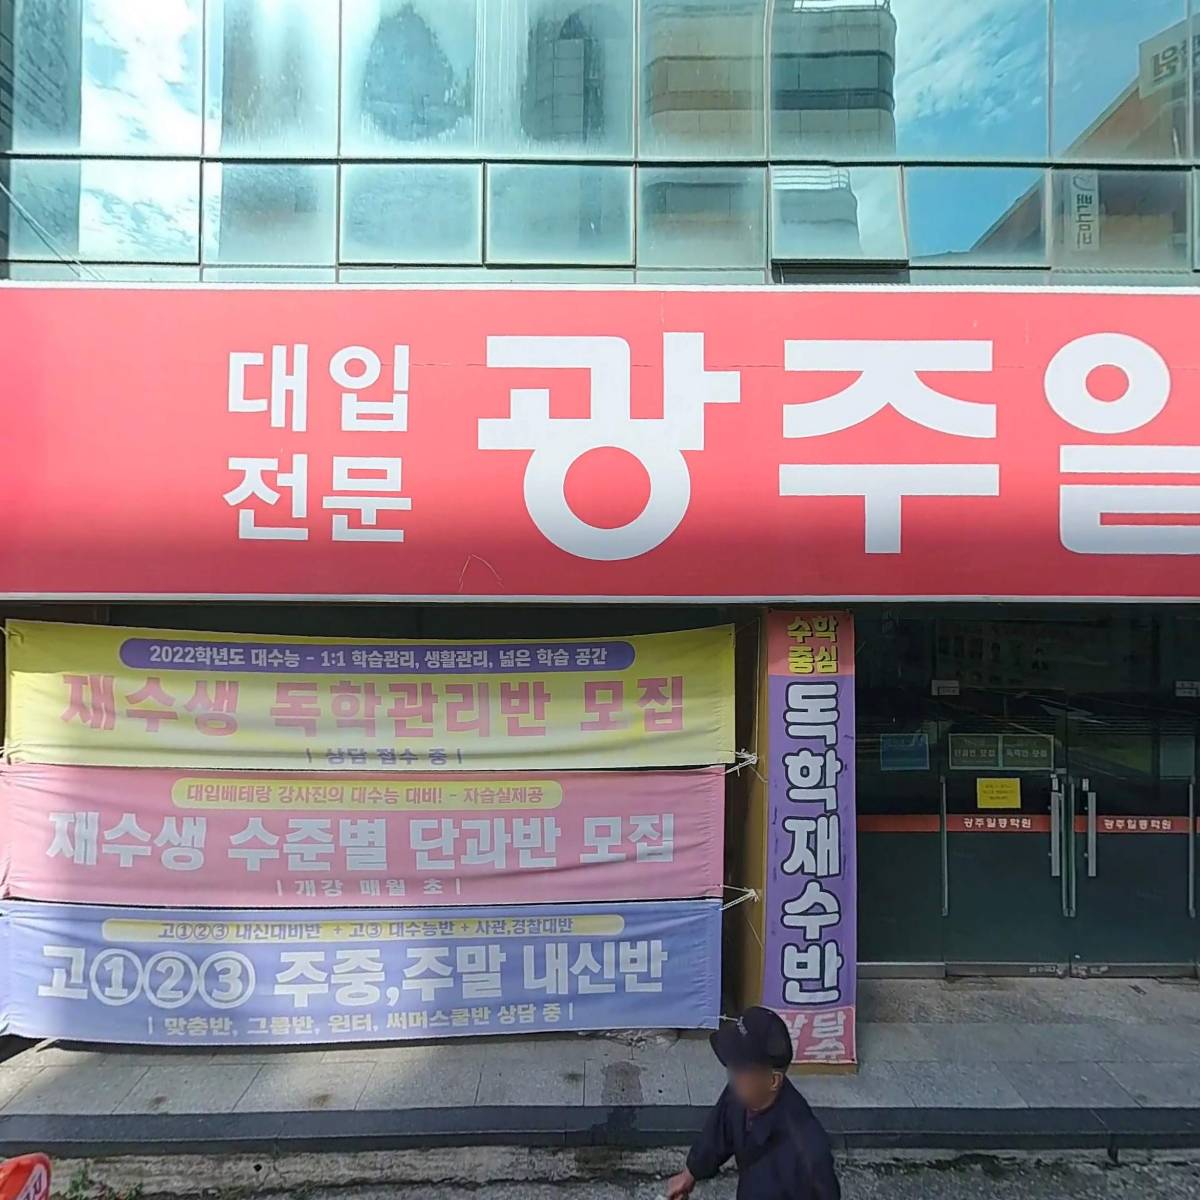 대입
전문
광주일
2022학년도 대수능 - 1:1 학습관리, 생활관리, 넓은 학습 공간
재수생 독학관리반 모집
| 상담 접수 중 |
대입베테랑 강사진의 대수능 대비! - 자습실제공
재수생 수준별 단과반 모집
| 개강 매월 초 |
고①②③ 내신대비반 + 고③ 대수능반 + 사관,경찰대반
고①②③ 주중,주말 내신반
| 맞춤반, 그룹반, 윈터, 써머스쿨반 상담 중 |
수학
중심
독학재수반
광주일등학원
광주일등학원